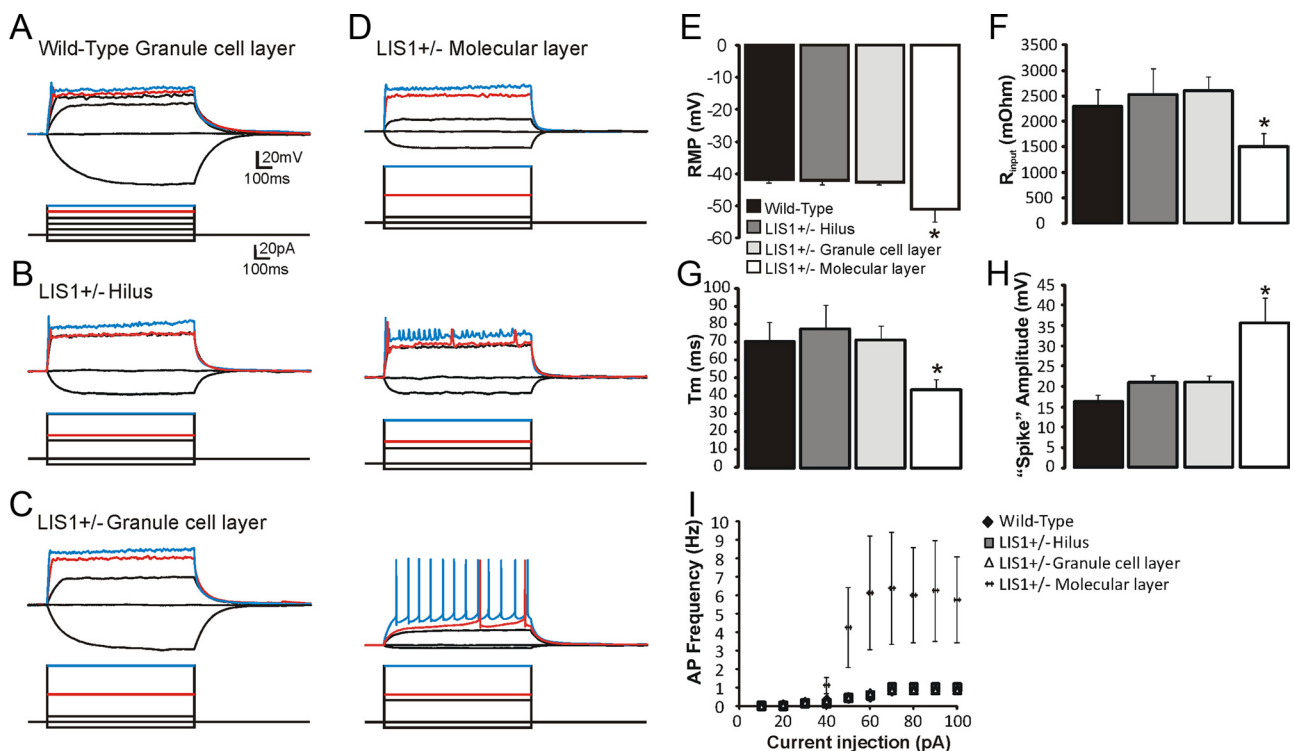 A
Wild-Type Granule cell layer
20mV
100ms
20pA
100ms
B
LIS1+/- Hilus
C
LIS1+/- Granule cell layer
D
LIS1+/- Molecular layer
E
RMP (mV)
0
-10
-20
-30
-40
-50
-60
Wild-Type
LIS1+/- Hilus
LIS1+/- Granule cell layer
LIS1+/- Molecular layer
*
F
Rinput (mOhm)
3500
3000
2500
2000
1500
1000
500
0
*
G
Tm (ms)
100
90
80
70
60
50
40
30
20
10
0
*
H
“Spike” Amplitude (mV)
45
40
35
30
25
20
15
10
5
0
*
I
AP Frequency (Hz)
10
9
8
7
6
5
4
3
2
1
0
0
20
40
60
80
100
Current injection (pA)
Wild-Type
LIS1+/- Hilus
LIS1+/- Granule cell layer
LIS1+/- Molecular layer